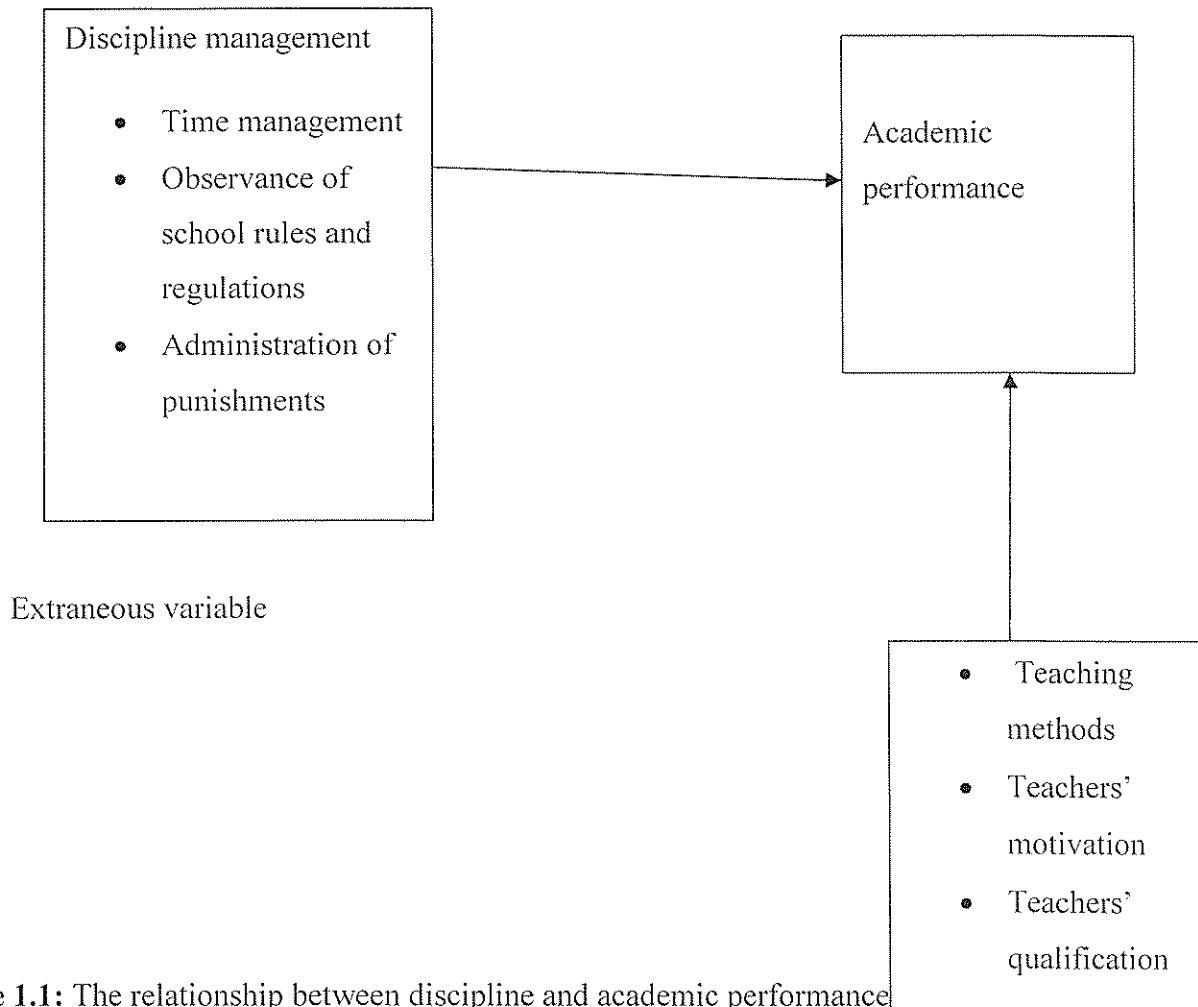 Discipline management
• Time management
• Observance of
school rules and
regulations
• Administration of
punishments
Academic
performance
Extraneous variable
• Teaching
methods
• Teachers'
motivation
• Teachers'
qualification
e 1.1: The relationship between discipline and academic performance